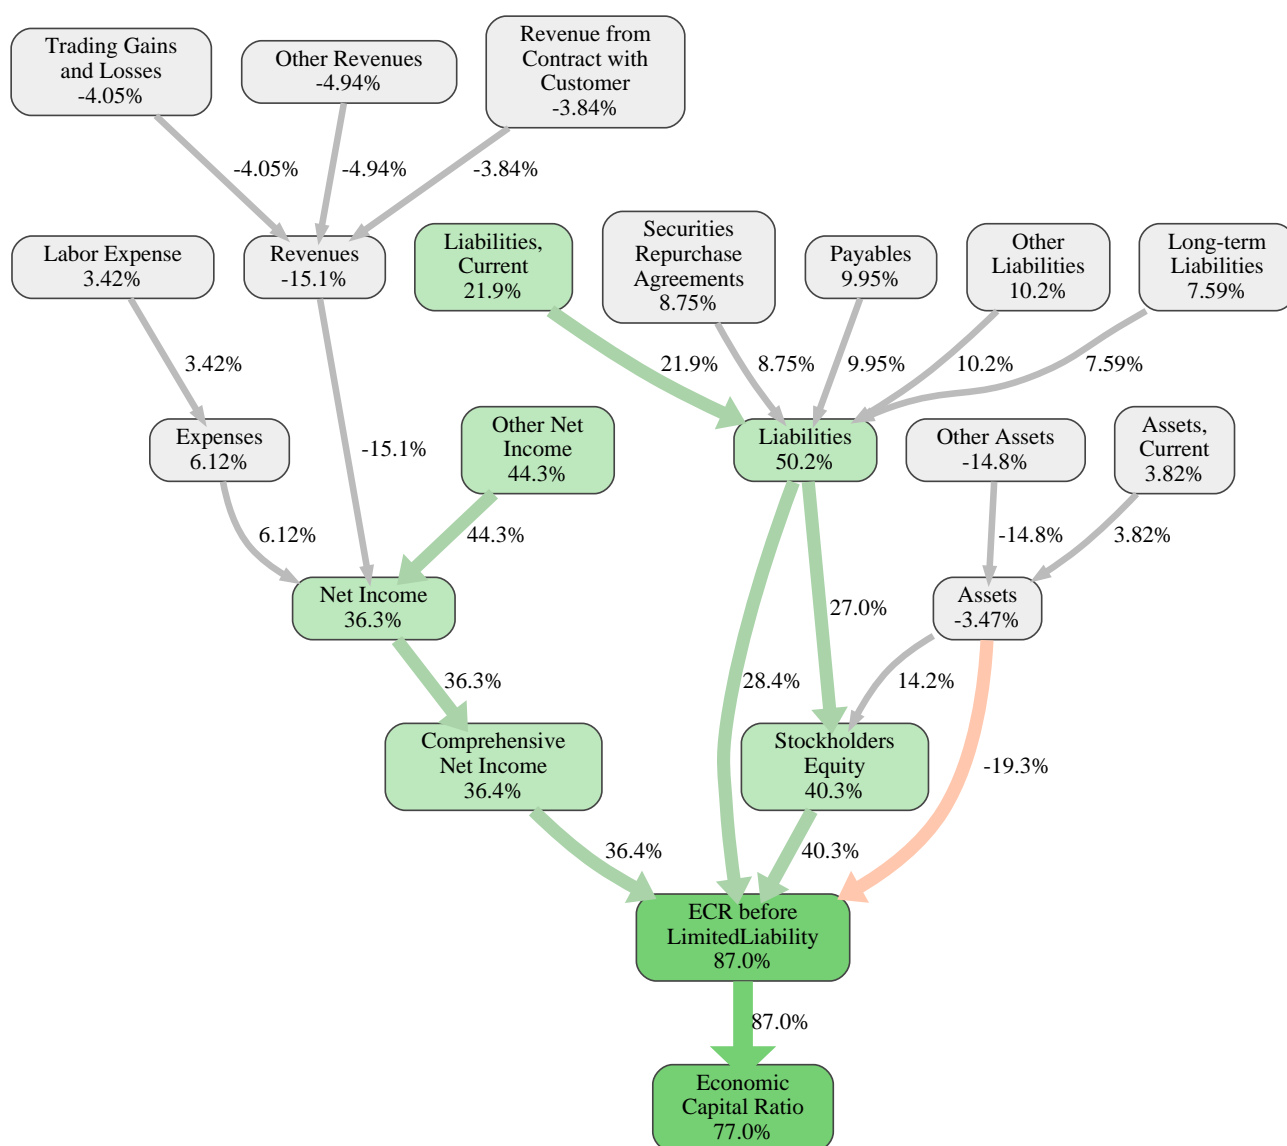 Trading Gains
and Losses
-4.05%
Other Revenues
-4.94%
Revenue from
Contract with
Customer
-3.84%
-4.05%
-4.94%
-3.84%
Labor Expense
3.42%
Revenues
-15.1%
Liabilities,
Current
21.9%
Securities
Repurchase
Agreements
8.75%
Payables
9.95%
Other
Liabilities
10.2%
Long-term
Liabilities
7.59%
3.42%
21.9%
8.75%
9.95%
10.2%
7.59%
Expenses
6.12%
-15.1%
Other Net
Income
44.3%
Liabilities
50.2%
Other Assets
-14.8%
Assets,
Current
3.82%
6.12%
44.3%
-14.8%
3.82%
Net Income
36.3%
27.0%
Assets
-3.47%
36.3%
28.4%
14.2%
Comprehensive
Net Income
36.4%
Stockholders
Equity
40.3%
-19.3%
36.4%
40.3%
ECR before
LimitedLiability
87.0%
87.0%
Economic
Capital Ratio
77.0%